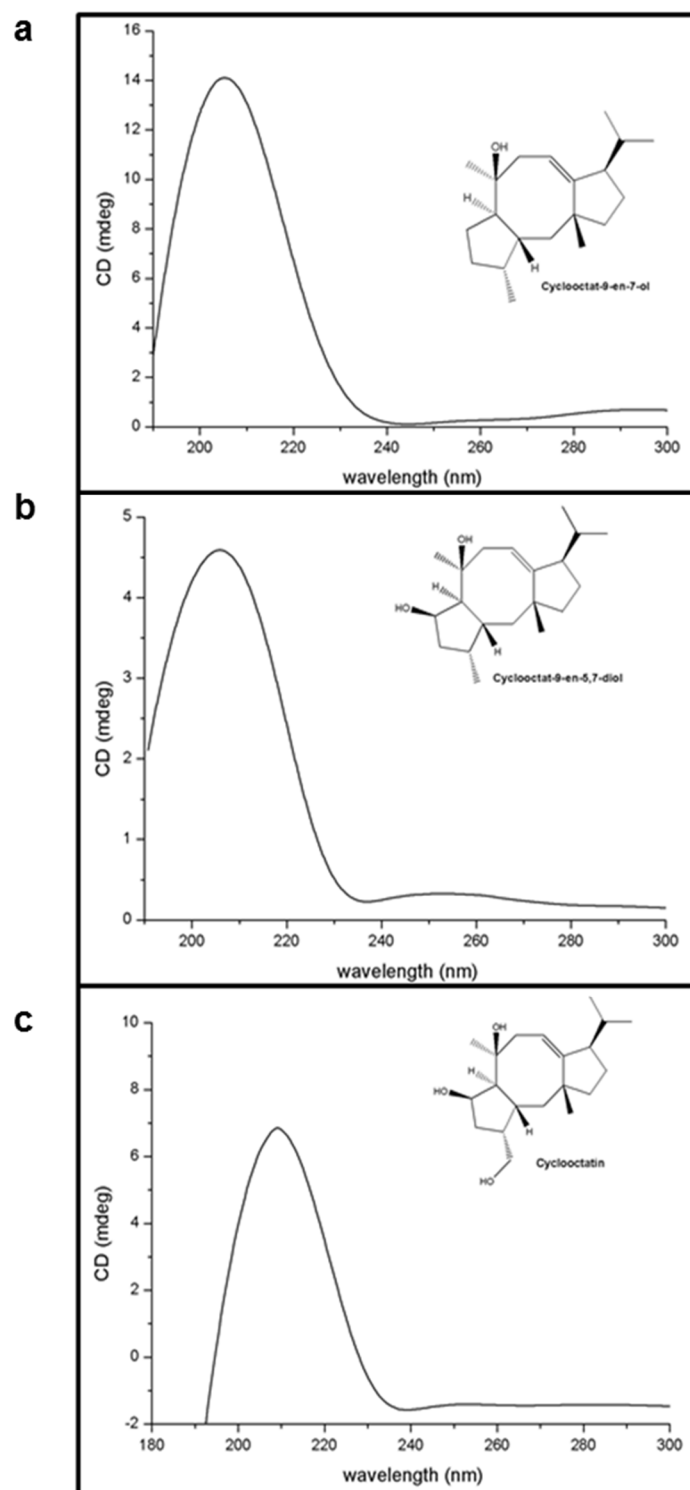 a
16
14
12
10
8
6
4
2
0
CD (mdeg)
200 220 240 260 280 300
wavelength (nm)
OH
H
H
Cyclooctat-9-en-7-ol
b
5
4
3
2
1
0
CD (mdeg)
200 220 240 260 280 300
wavelength (nm)
OH
H
HO
H
Cyclooctat-9-en-5,7-diol
c
10
8
6
4
2
0
-2
CD (mdeg)
180 200 220 240 260 280 300
wavelength (nm)
OH
H
HO
H
HO
Cyclooctatin